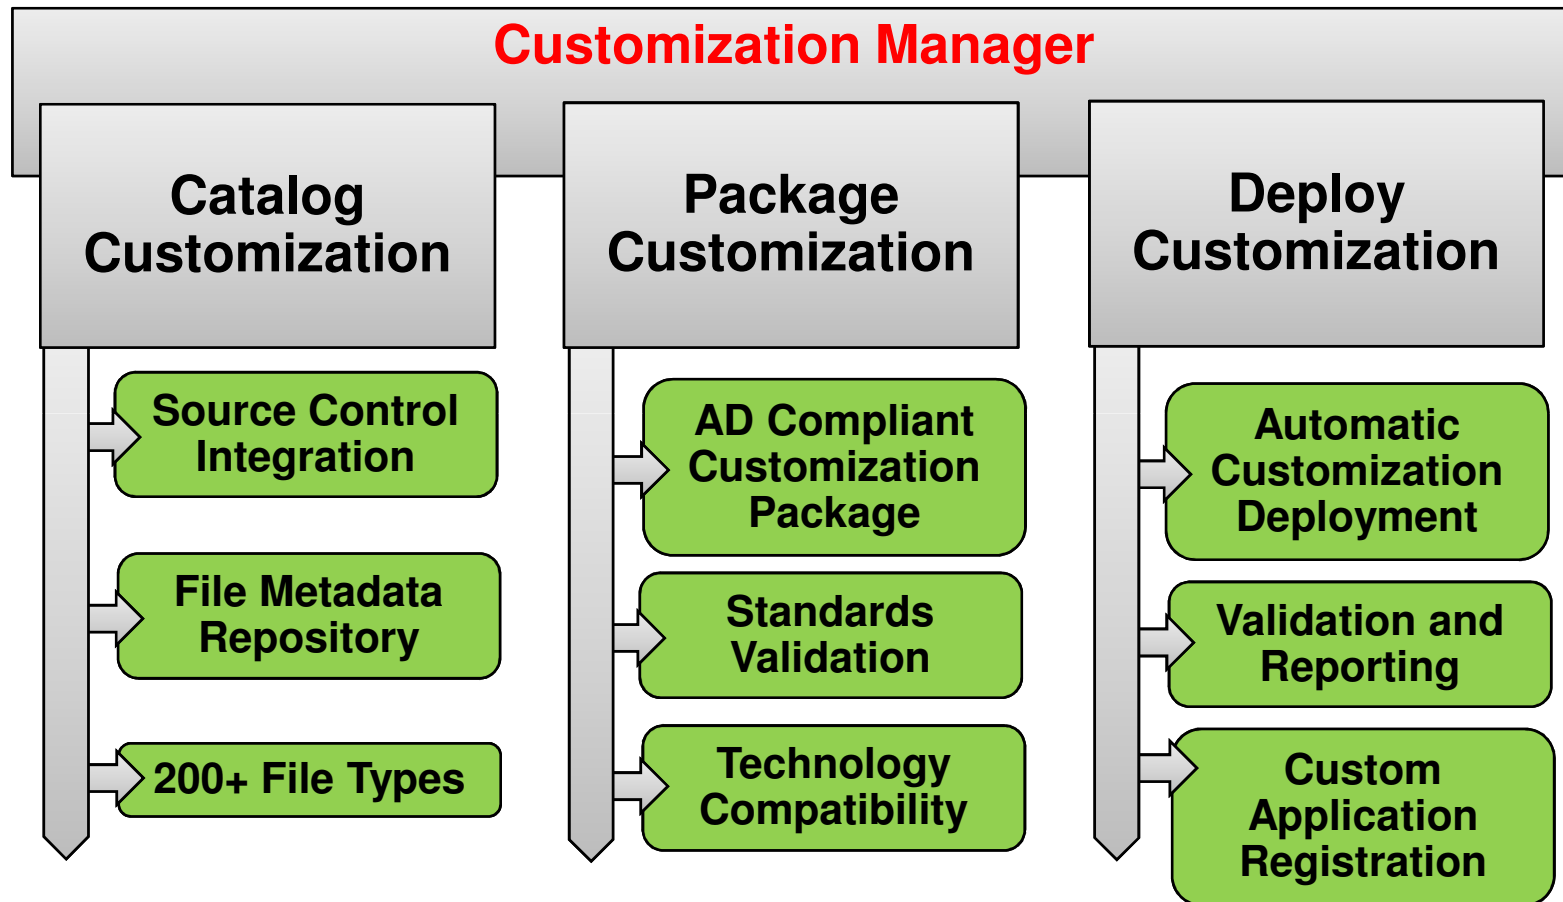 Customization Manager
Catalog
Customization
Source Control
Integration
File Metadata
Repository
200+ File Types
Package
Customization
AD Compliant
Customization
Package
Standards
Validation
Technology
Compatibility
Deploy
Customization
Automatic
Customization
Deployment
Validation and
Reporting
Custom
Application
Registration